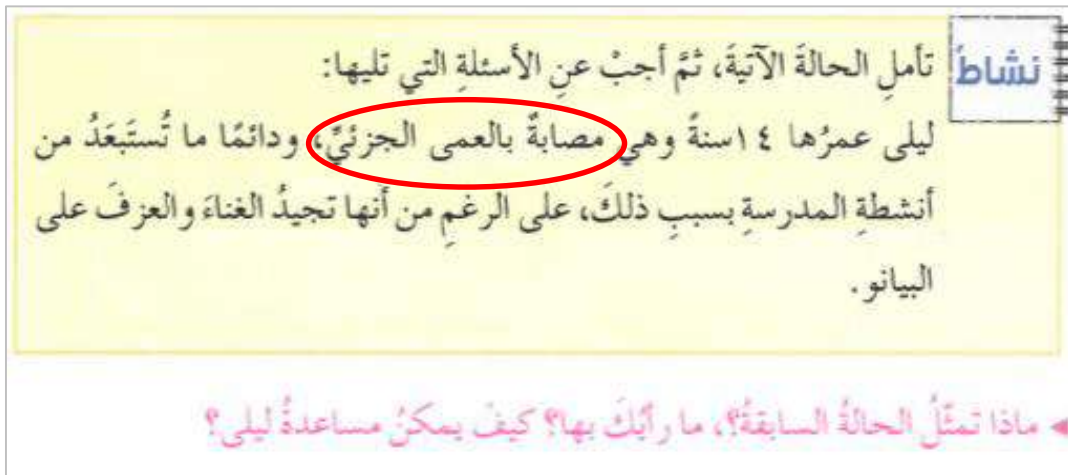 نشاط
تأملِ الحالةَ الآتيةَ، ثمَّ أجبْ عنِ الأسئلةِ التي تليها:
ليلى عمرُها ١٤سنةً وهي مصابةٌ بالعمى الجزئيِّ، ودائمًا ما تُستَبعَدُ من
أنشطةِ المدرسةِ بسببِ ذلكَ، على الرغمِ من أنها تجيدُ الغناءَ والعزفَ على
البيانو.
◂ ماذا تمثِّلُ الحالةُ السابقةُ؟، ما رأيُكَ بها؟ كيفَ يمكنُ مساعدةُ ليلى؟